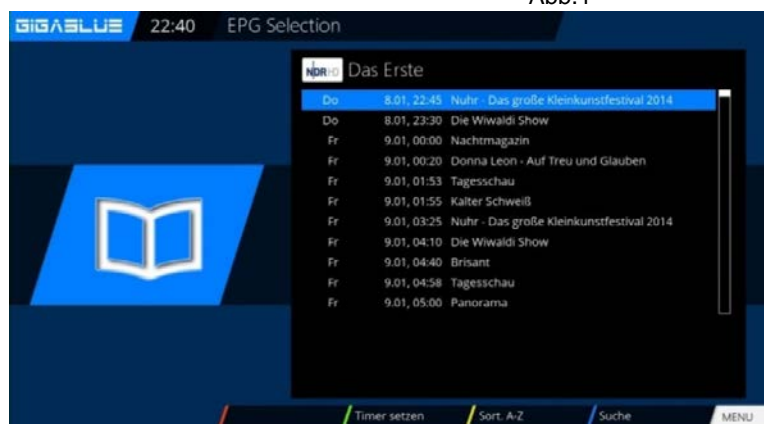 Abb.1
GIGABLUE 22:40 EPG Selection
NDR HD Das Erste
Do 8.01, 22:45 Nuhr - Das große Kleinkunstfestival 2014
Do 8.01, 23:30 Die Wiwaldi Show
Fr 9.01, 00:00 Nachtmagazin
Fr 9.01, 00:20 Donna Leon - Auf Treu und Glauben
Fr 9.01, 01:53 Tagesschau
Fr 9.01, 01:55 Kalter Schweiß
Fr 9.01, 03:25 Nuhr - Das große Kleinkunstfestival 2014
Fr 9.01, 04:10 Die Wiwaldi Show
Fr 9.01, 04:40 Brisant
Fr 9.01, 04:58 Tagesschau
Fr 9.01, 05:00 Panorama
Timer setzen Sort. A-Z Suche MENU